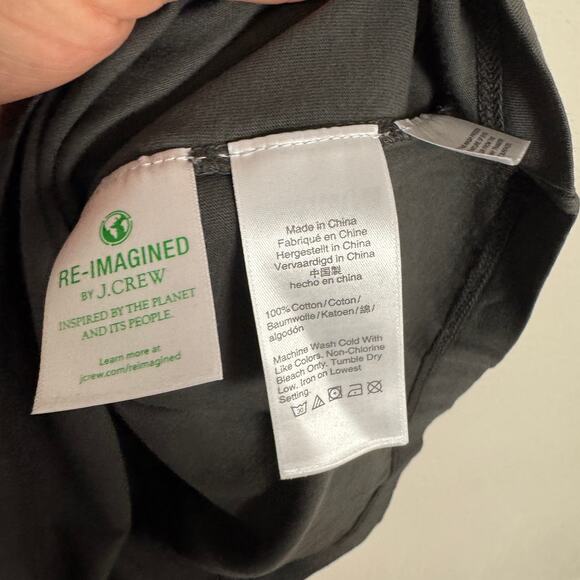 RE-IMAGINED
BY J.CREW
INSPIRED BY THE PLANET
AND ITS PEOPLE.
Learn more at
jcrew.com/reimagined
Made in China
Fabriqué en Chine
Hergestellt in China
Vervaardigd in China
中国製
hecho en china
100% Cotton/Coton/
Baumwolle/Katoen/綿/
algodón
Machine Wash Cold With
Like Colors. Non-Chlorine
Bleach Only. Tumble Dry
Low. Iron on Lowest
Setting.
30